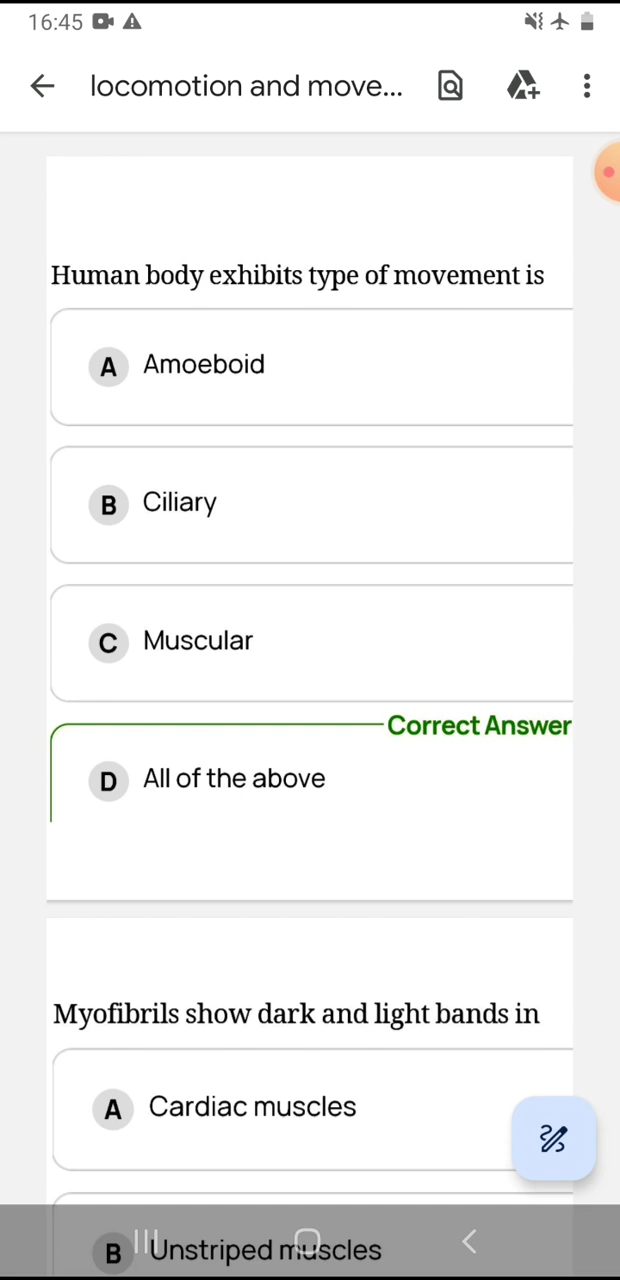 16:45
locomotion and move...
Human body exhibits type of movement is
A Amoeboid
B Ciliary
C Muscular
Correct Answer
D All of the above
Myofibrils show dark and light bands in
A Cardiac muscles
B Unstriped muscles